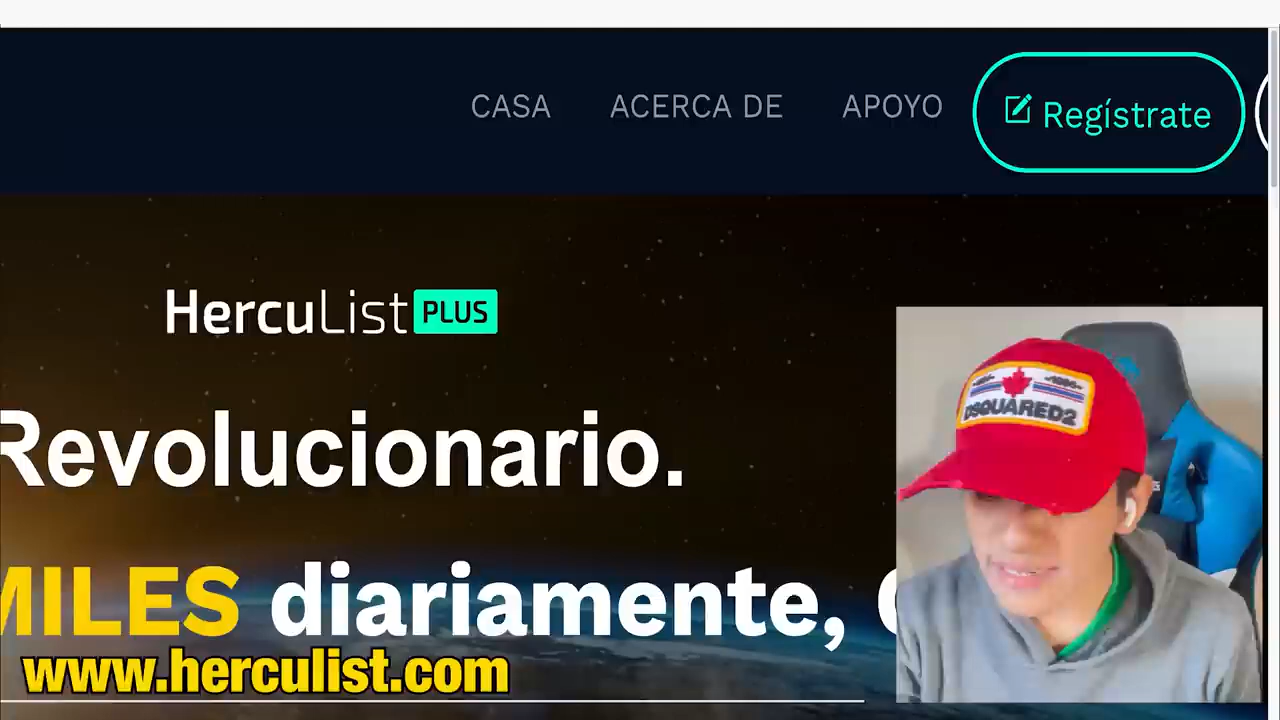 CASA ACERCA DE APOYO Regístrate
HercuList PLUS
Revolucionario.
MILES diariamente,
www.herculist.com
DSQUARED2